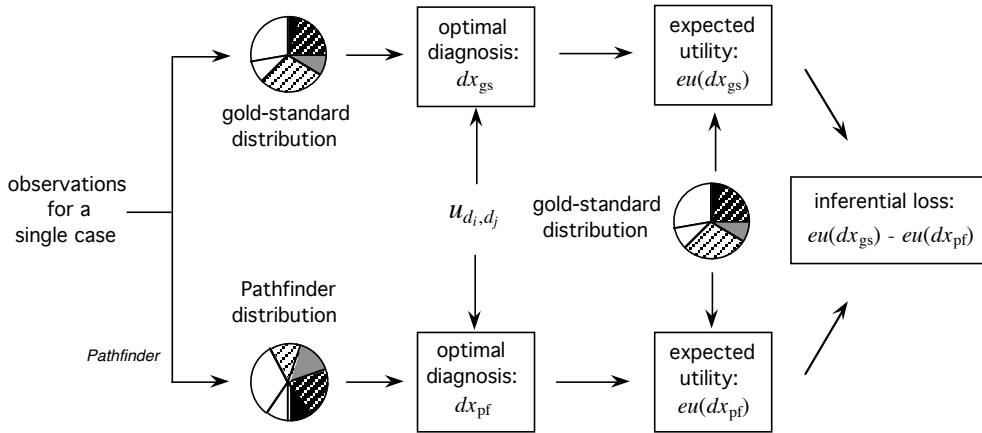 observations
for a
single case
gold-standard
distribution
optimal
diagnosis:
dx_gs
expected
utility:
eu(dx_gs)
u_{d_i,d_j}
gold-standard
distribution
inferential loss:
eu(dx_gs) - eu(dx_pf)
Pathfinder
Pathfinder
distribution
optimal
diagnosis:
dx_pf
expected
utility:
eu(dx_pf)